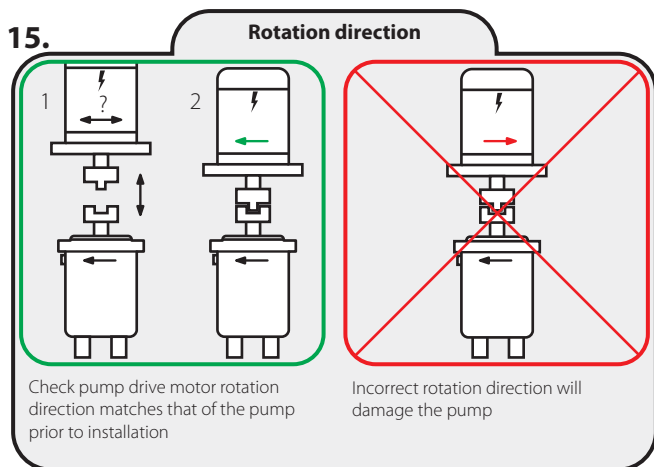 15.
Rotation direction
1
?
2
Check pump drive motor rotation
direction matches that of the pump
prior to installation
Incorrect rotation direction will
damage the pump